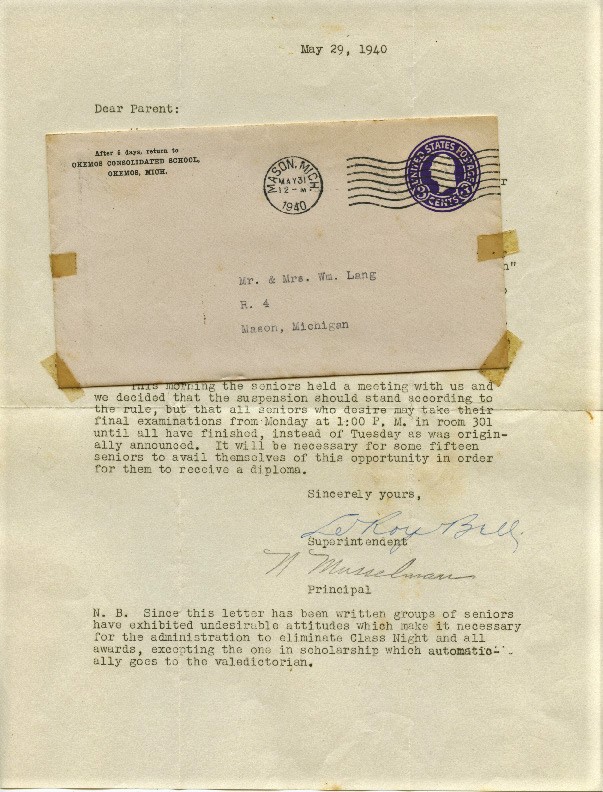 May 29, 1940
Dear Parent:
After 5 days, return to
OKEMOS CONSOLIDATED SCHOOL,
OKEMOS, MICH.
MASON, MICH.
MAY 31
12 - M
1940
UNITED STATES POSTAGE
3 CENTS 3
Mr. & Mrs. Wm. Lang
R. 4
Mason, Michigan
r
n"
This morning the seniors held a meeting with us and
we decided that the suspension should stand according to
the rule, but that all seniors who desire may take their
final examinations from Monday at 1:00 P. M. in room 301
until all have finished, instead of Tuesday as was origin-
ally announced. It will be necessary for some fifteen
seniors to avail themselves of this opportunity in order
for them to receive a diploma.
Sincerely yours,
LeRoy Bell
Superintendent
N Musselman
Principal
N. B. Since this letter has been written groups of seniors
have exhibited undesirable attitudes which make it necessary
for the administration to eliminate Class Night and all
awards, excepting the one in scholarship which automatic-
ally goes to the valedictorian.